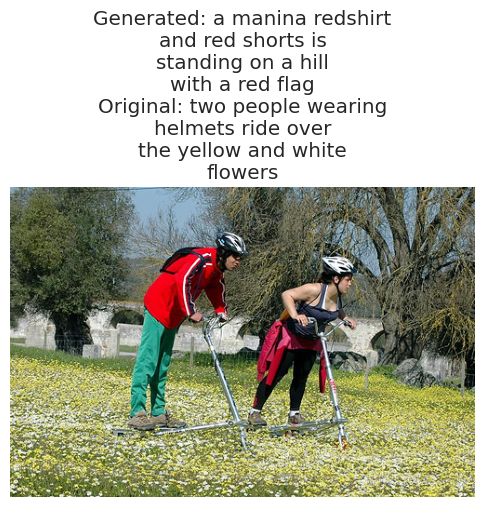 Generated: a manina redshirt
and red shorts is
standing on a hill
with a red flag
Original: two people wearing
helmets ride over
the yellow and white
flowers